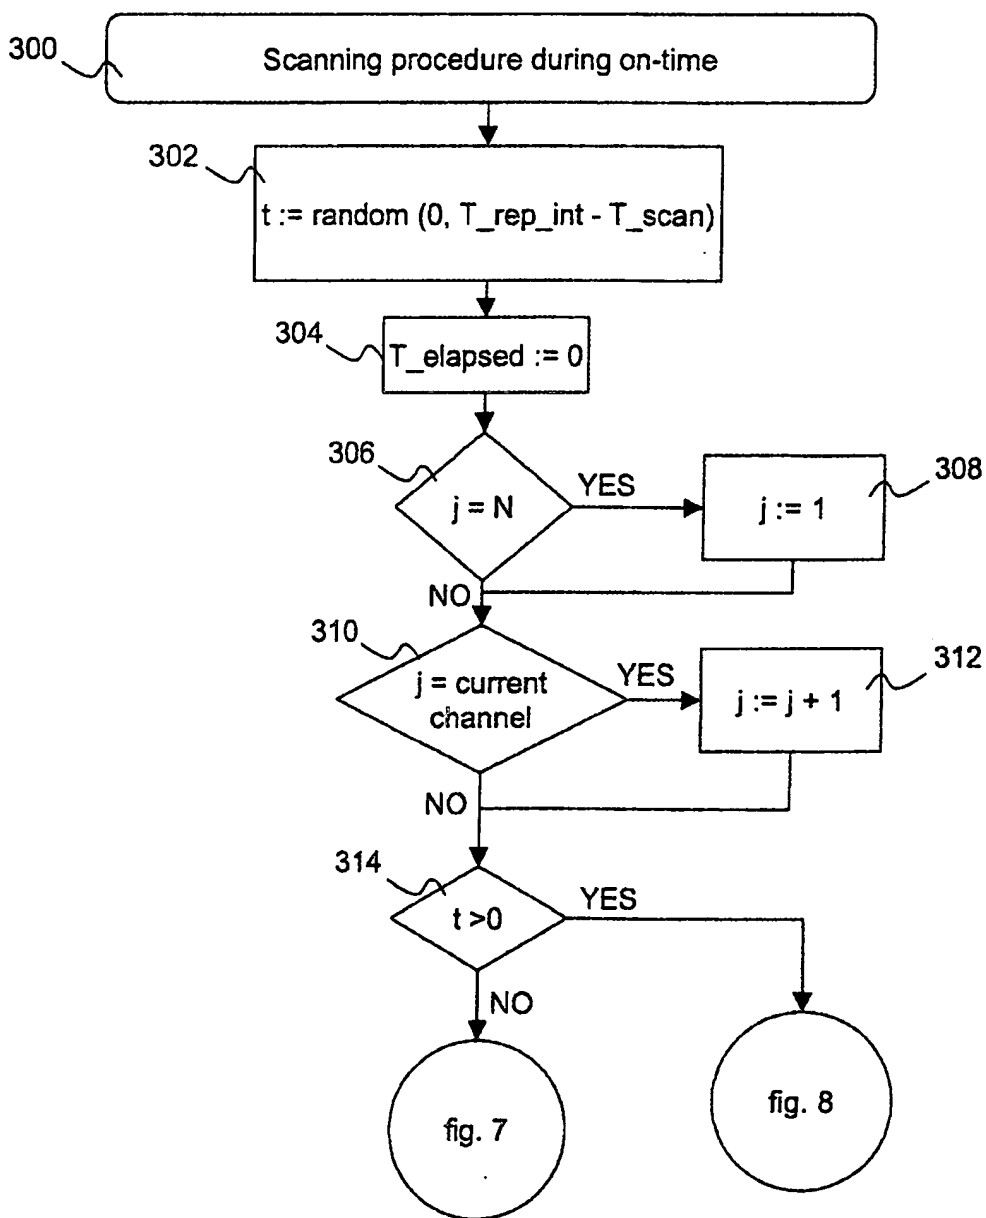 300
Scanning procedure during on-time
302
t := random (0, T_rep_int - T_scan)
304
T_elapsed := 0
306
j = N
YES
308
j := 1
NO
310
j = current
channel
YES
312
j := j + 1
NO
314
t >0
YES
NO
fig. 7
fig. 8